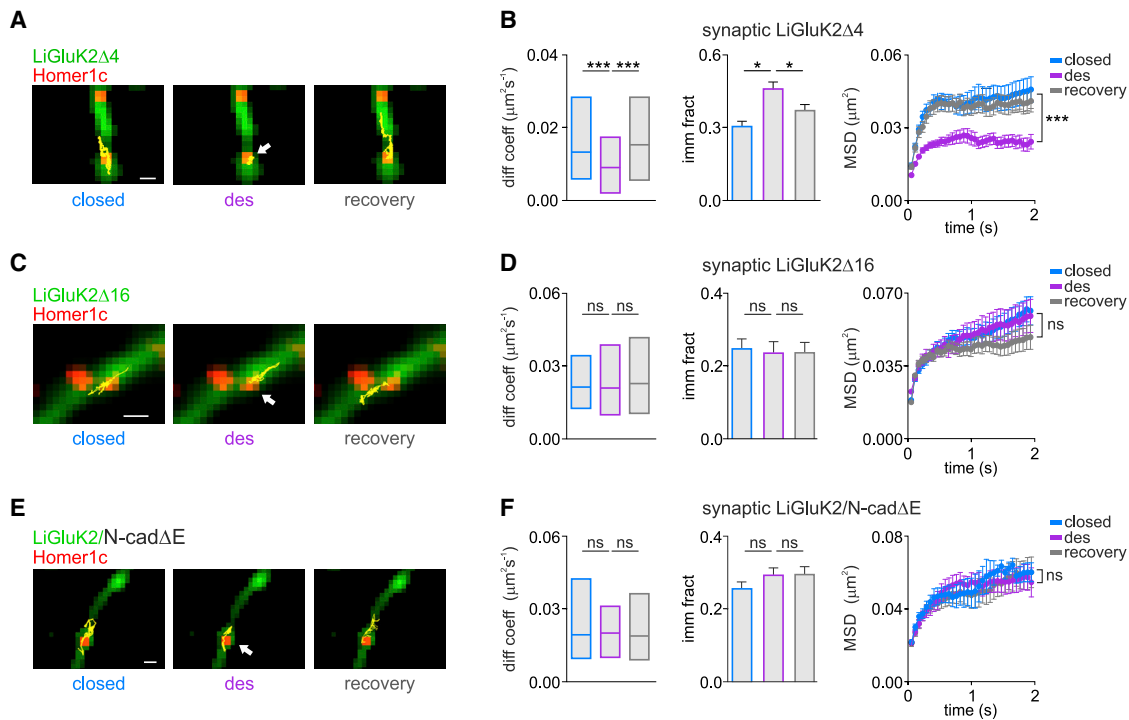 A
LiGluK2Δ4
Homer1c
closed
des
recovery
B
synaptic LiGluK2Δ4
diff coeff (μm²s⁻¹)
0.04
0.02
0.00
*** ***
imm fract
0.6
0.3
0.0
* *
MSD (μm²)
0.06
0.03
0.00
0 1 2
time (s)
closed
des
recovery
***
C
LiGluK2Δ16
Homer1c
closed
des
recovery
D
synaptic LiGluK2Δ16
diff coeff (μm²s⁻¹)
0.06
0.03
0.00
ns ns
imm fract
0.4
0.2
0.0
ns ns
MSD (μm²)
0.070
0.035
0.000
0 1 2
time (s)
closed
des
recovery
ns
E
LiGluK2/N-cadΔE
Homer1c
closed
des
recovery
F
synaptic LiGluK2/N-cadΔE
diff coeff (μm²s⁻¹)
0.06
0.03
0.00
ns ns
imm fract
0.4
0.2
0.0
ns ns
MSD (μm²)
0.08
0.04
0.00
0 1 2
time (s)
closed
des
recovery
ns